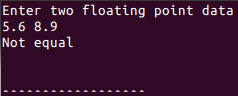 Enter two floating point data
5.6 8.9
Not equal
------------------